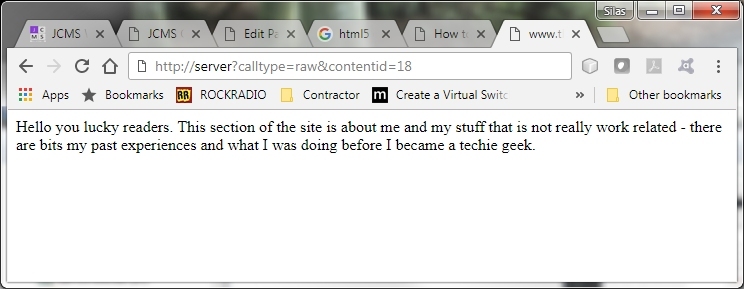 Silas
JCMS
JCMS
Edit Pa
html5
How to
www.t
http://server?calltype=raw&contentid=18
Apps Bookmarks RR ROCKRADIO Contractor m Create a Virtual Switc » Other bookmarks
Hello you lucky readers. This section of the site is about me and my stuff that is not really work related - there
are bits my past experiences and what I was doing before I became a techie geek.